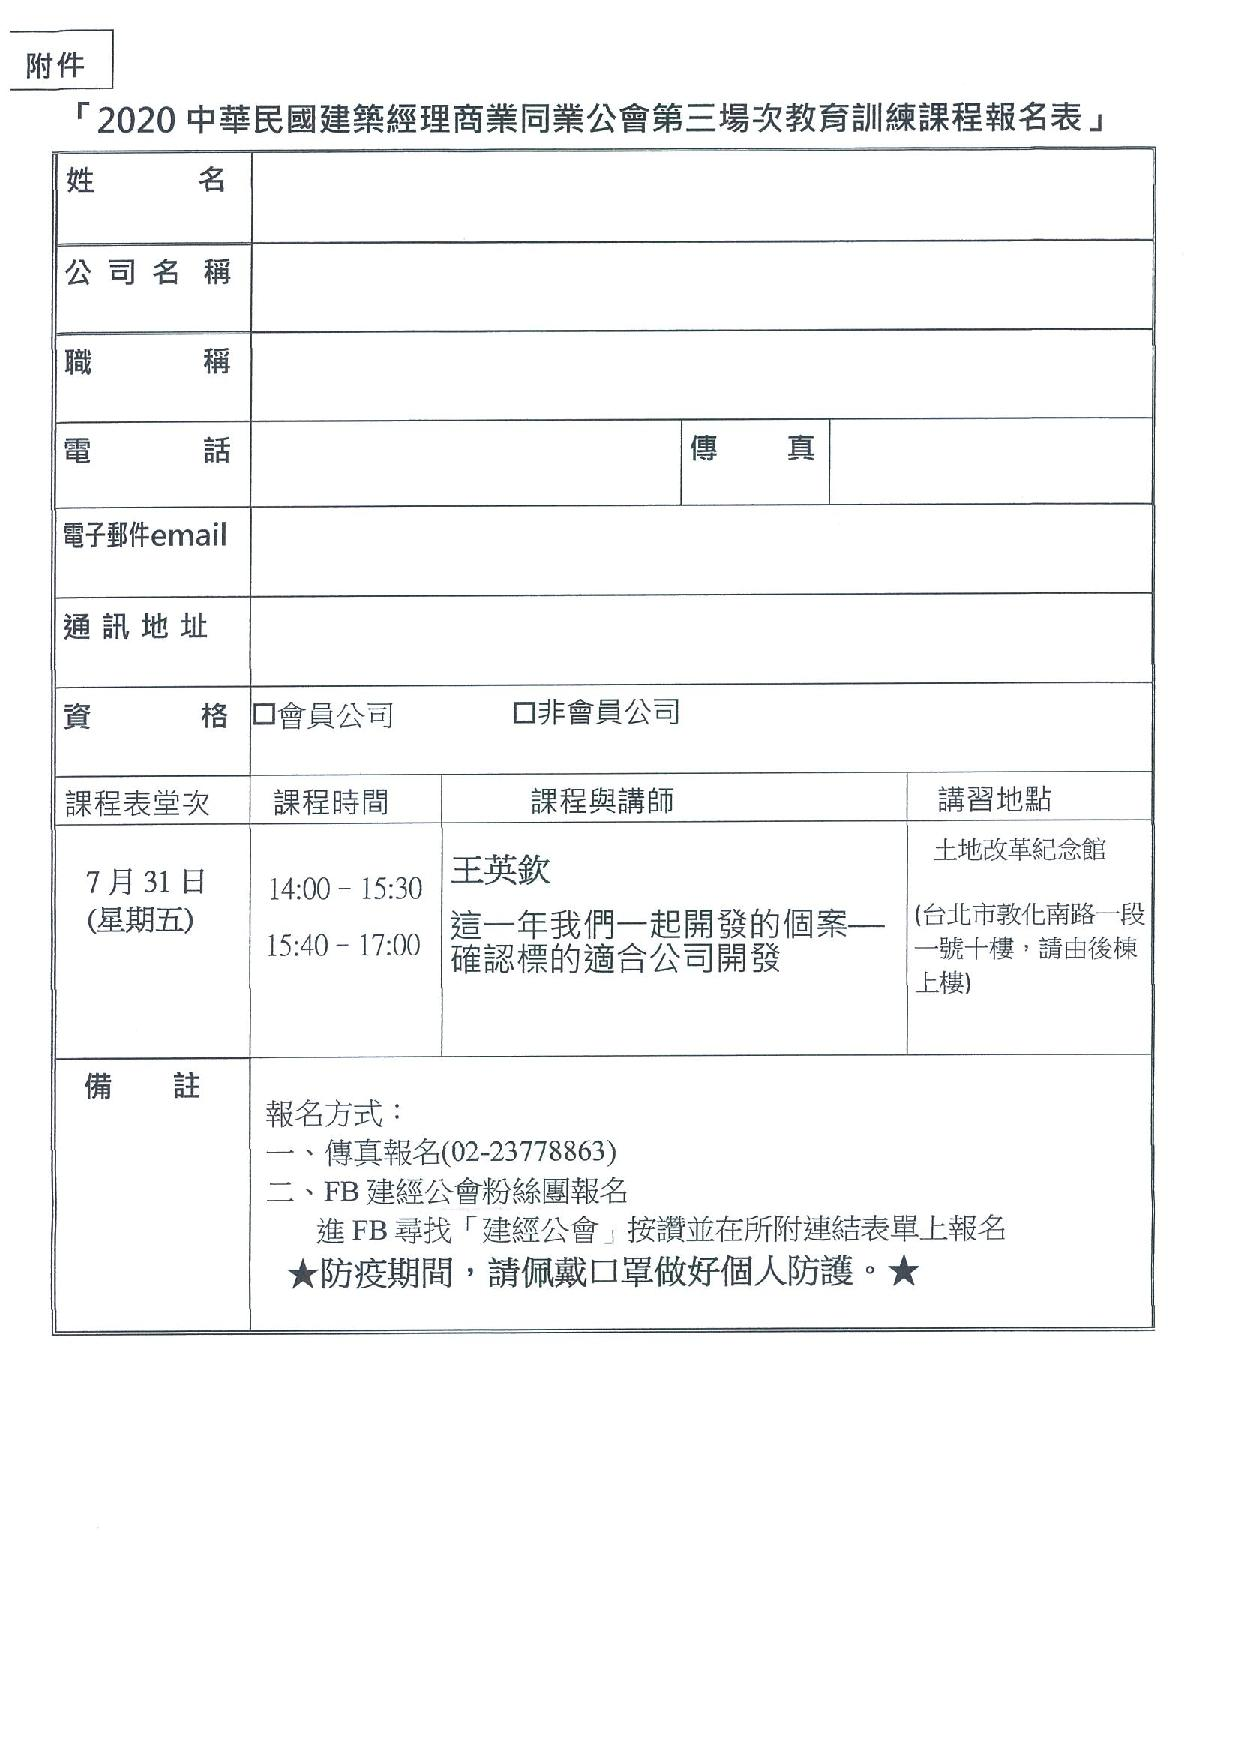 附件
「2020 中華民國建築經理商業同業公會第三場次教育訓練課程報名表」
姓 名
公 司 名 稱
職 稱
電 話
傳 真
電子郵件email
通 訊 地 址
資 格
□會員公司 □非會員公司
課程表堂次 課程時間 課程與講師 講習地點
7 月 31 日
(星期五)
14:00 – 15:30
15:40 – 17:00
王英欽
這一年我們一起開發的個案—
確認標的適合公司開發
土地改革紀念館
(台北市敦化南路一段
一號十樓，請由後棟
上樓)
備 註
報名方式：
一、傳真報名(02-23778863)
二、FB 建經公會粉絲團報名
進 FB 尋找「建經公會」按讚並在所附連結表單上報名
★防疫期間，請佩戴口罩做好個人防護。★